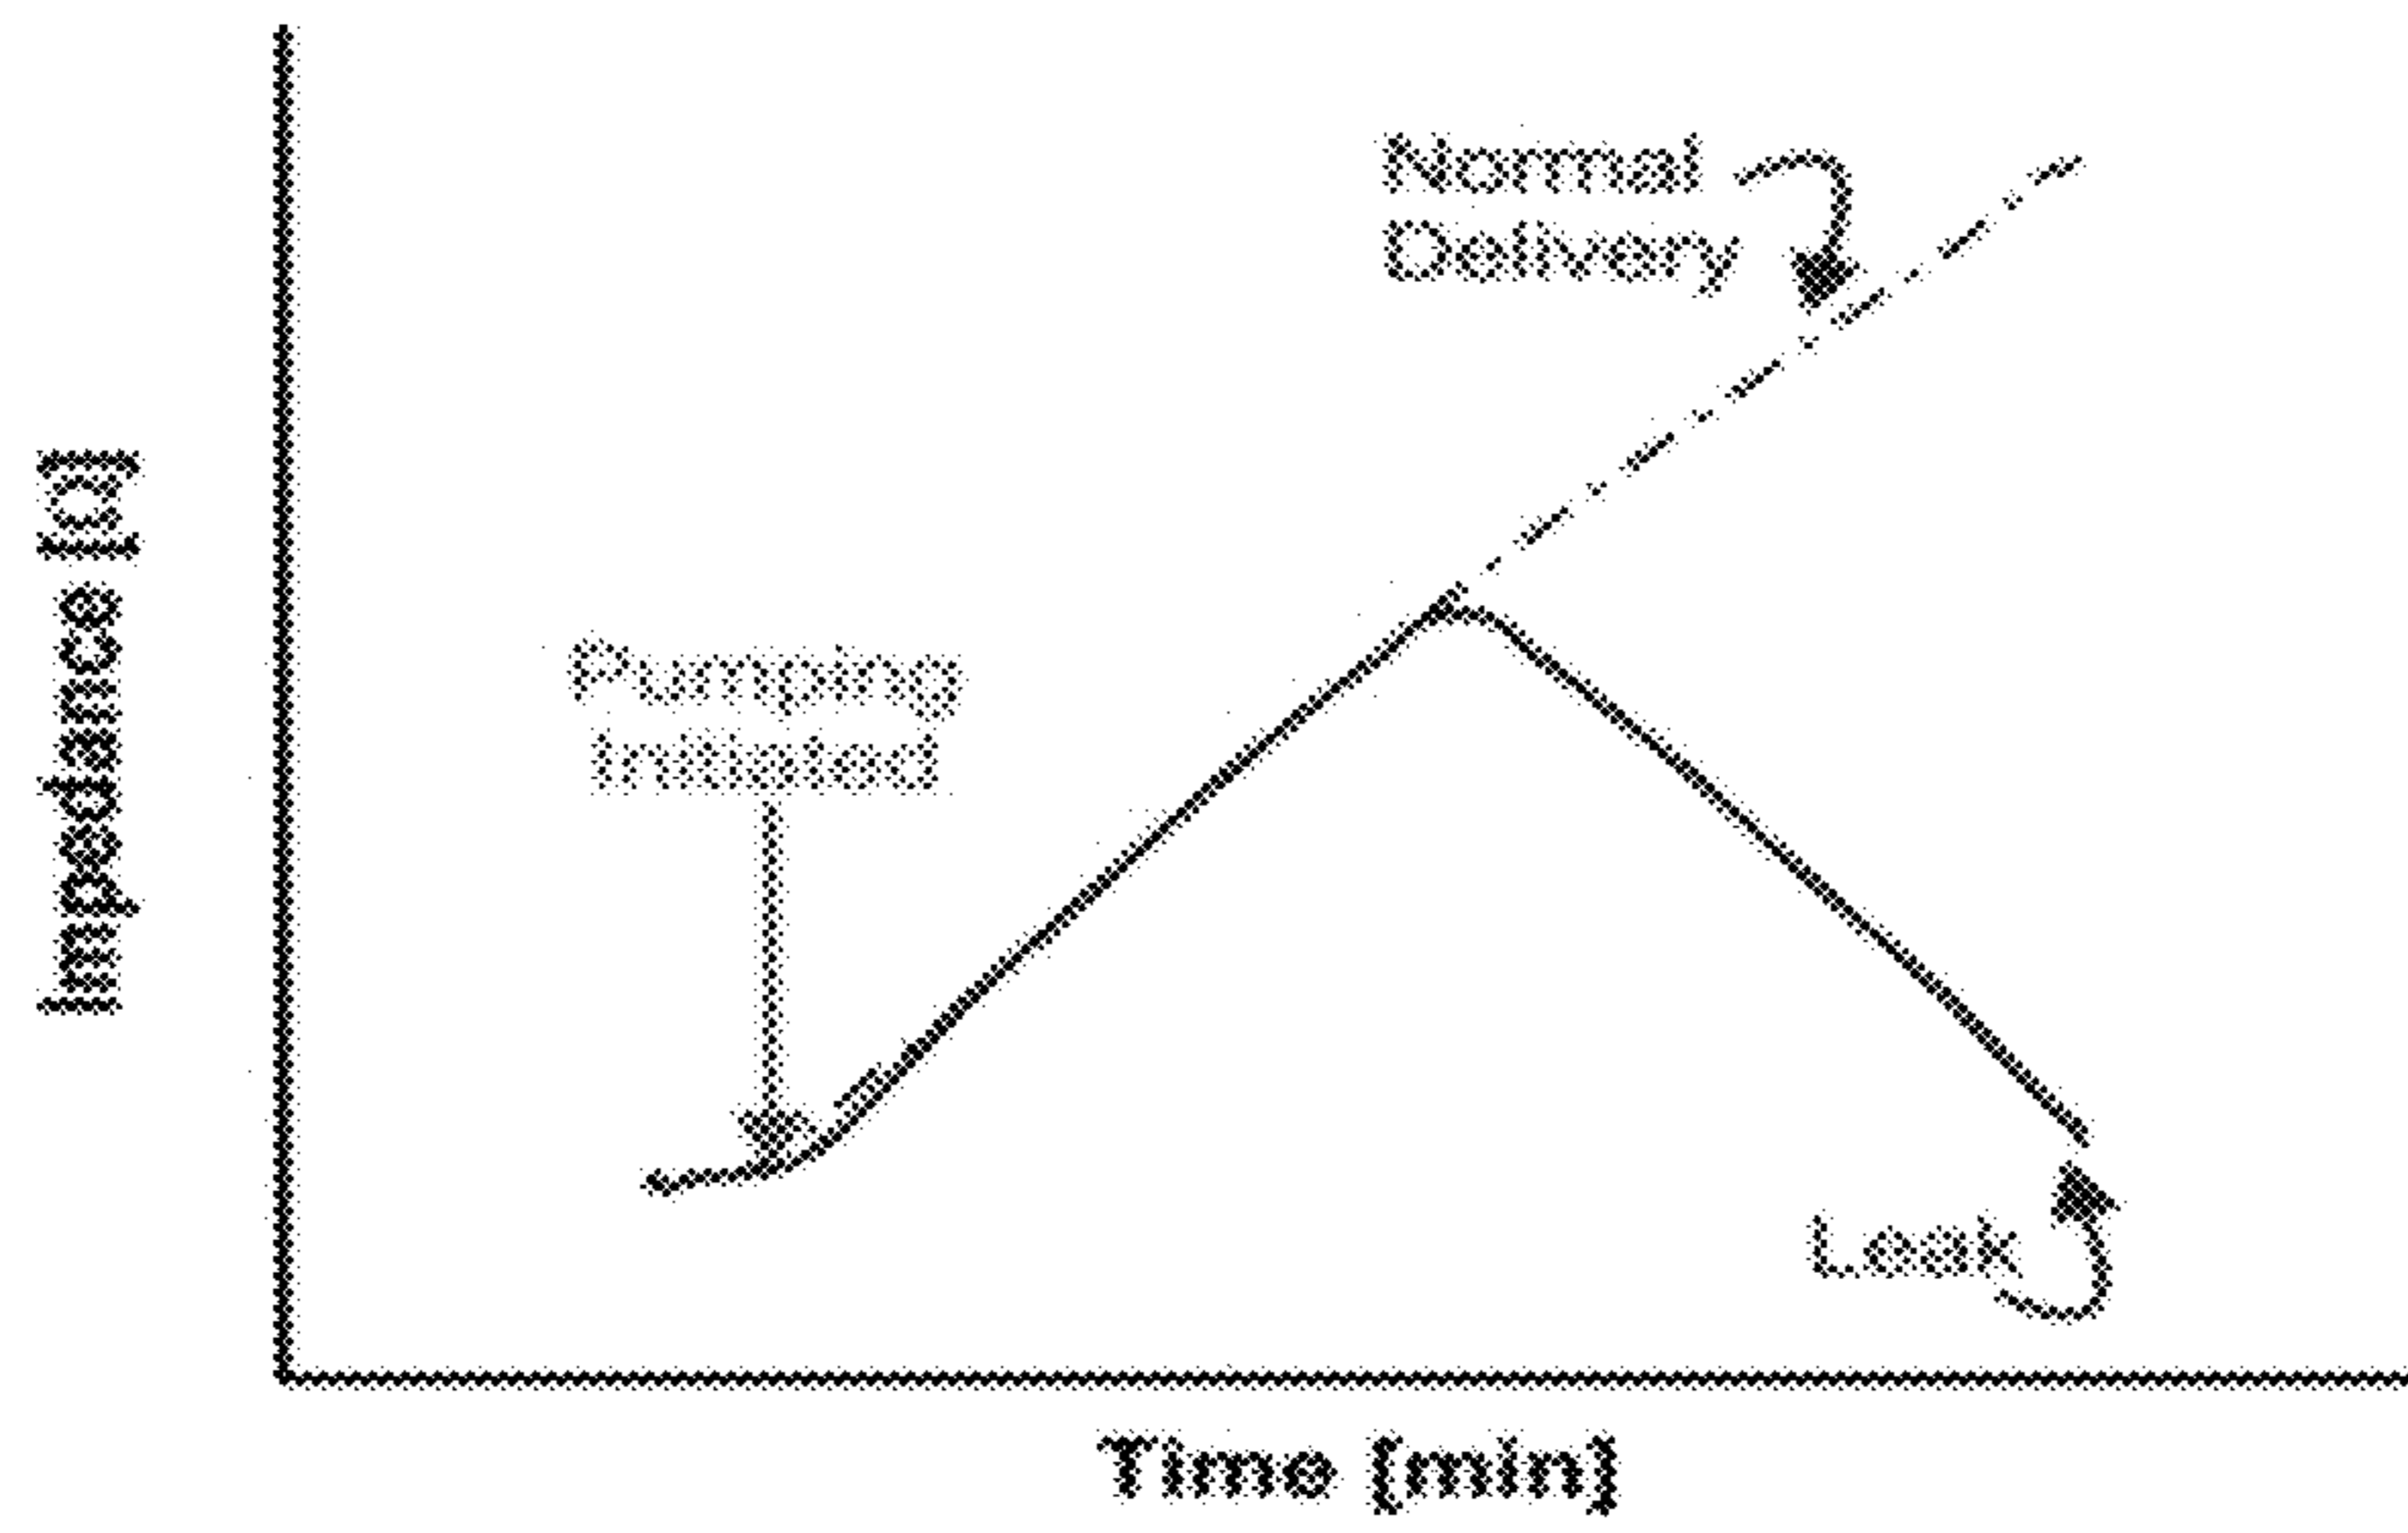 Normal
Delivery
Impedance [Ω]
Pumping
Initiated
Leak
Time [min]